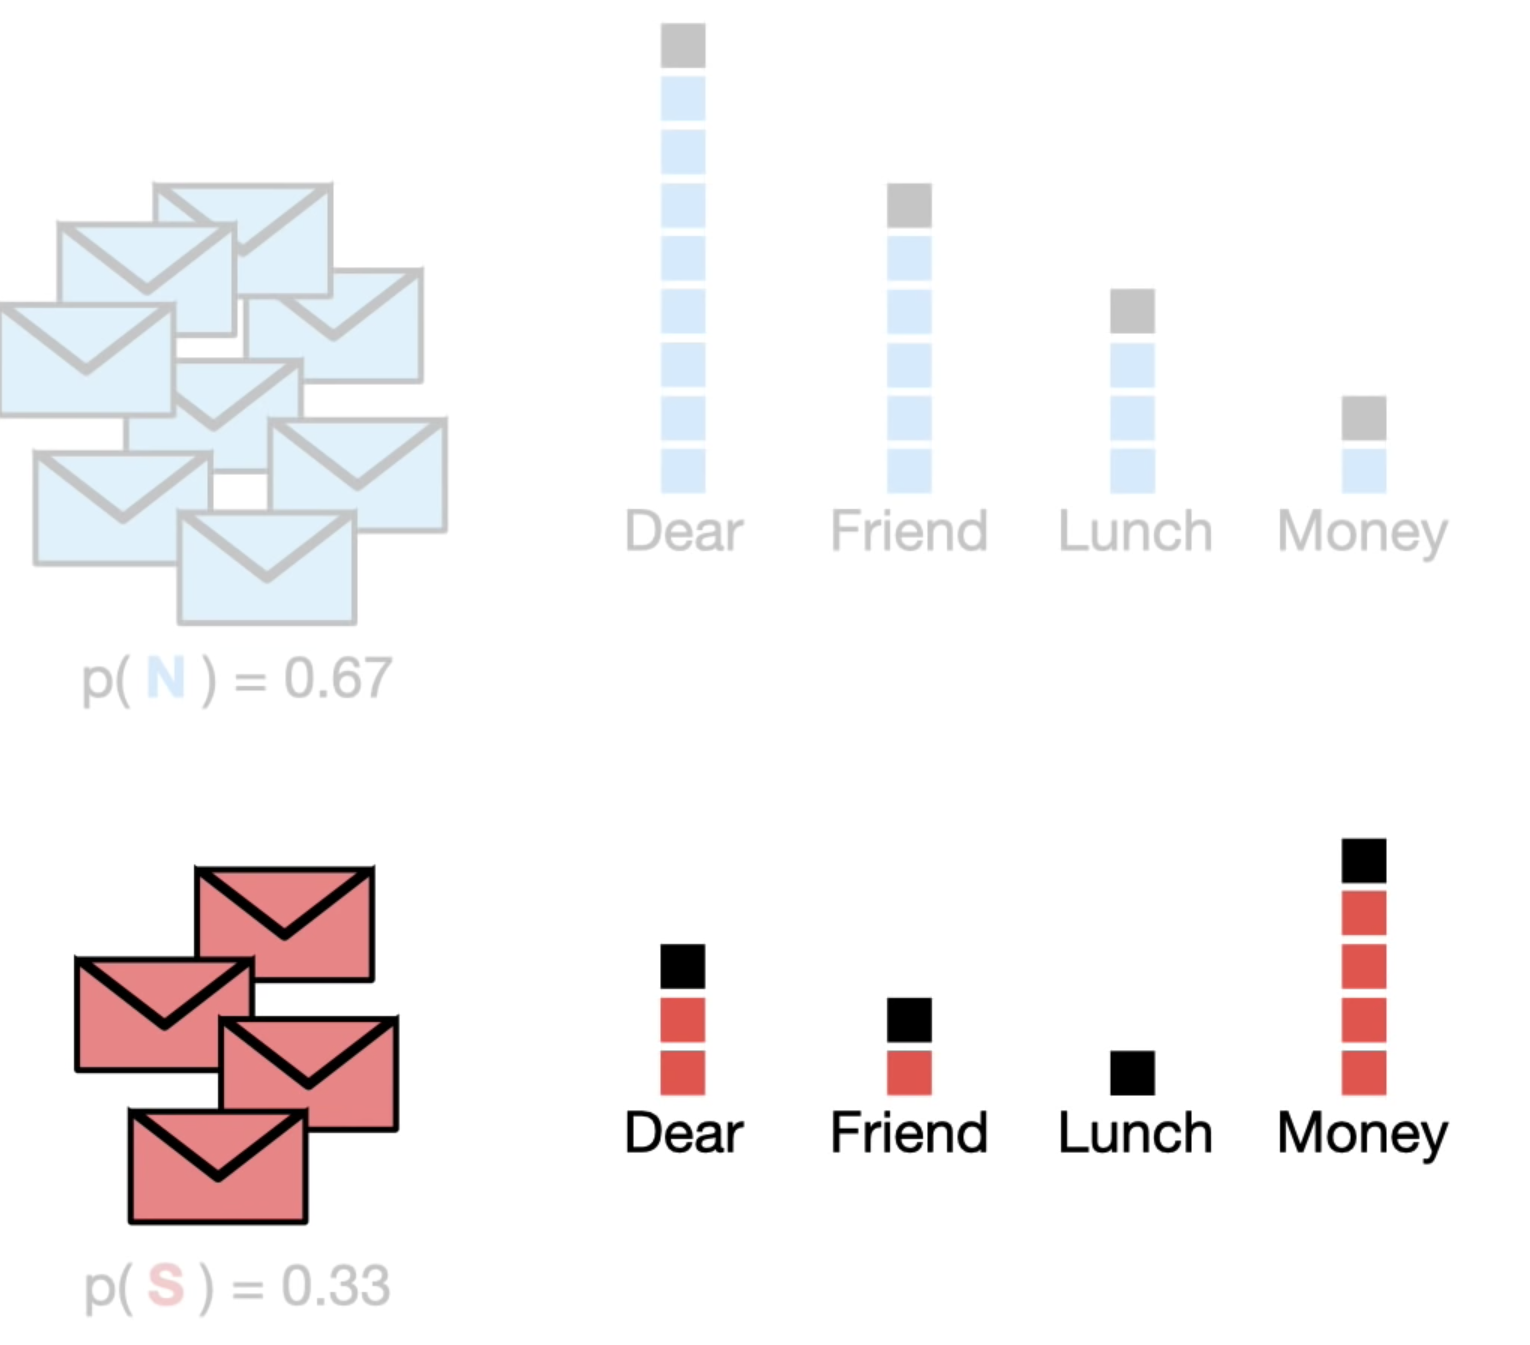 Dear Friend Lunch Money
p( N ) = 0.67
Dear Friend Lunch Money
p( S ) = 0.33